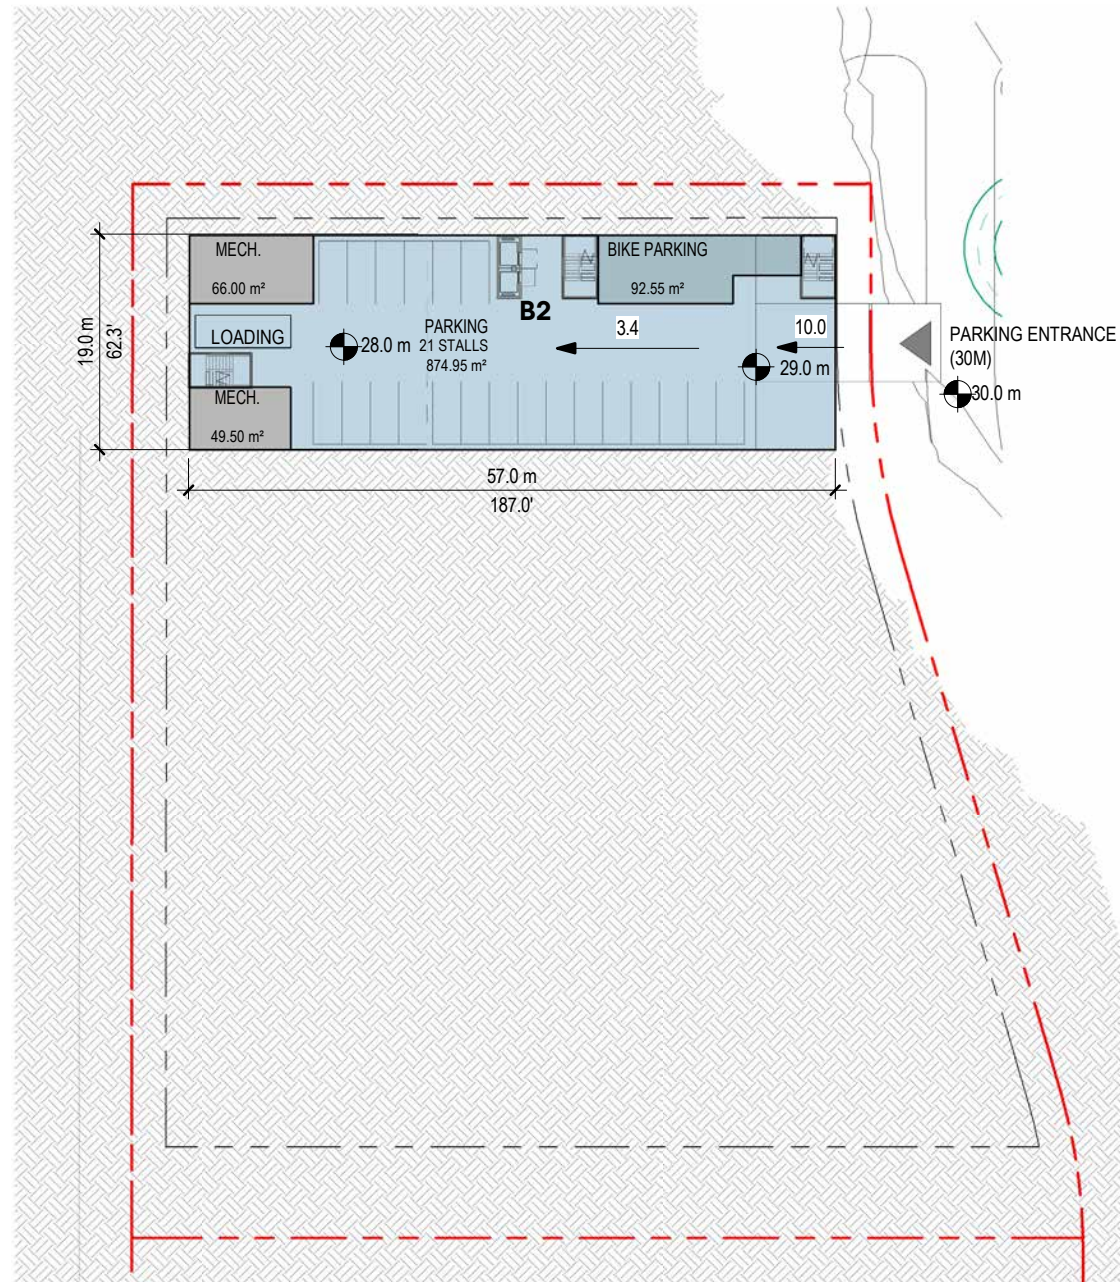 MECH.
66.00 m²
BIKE PARKING
92.55 m²
B2
LOADING
PARKING
21 STALLS
874.95 m²
28.0 m
3.4
10.0
29.0 m
PARKING ENTRANCE
(30M)
30.0 m
MECH.
49.50 m²
19.0 m
62.3'
57.0 m
187.0'